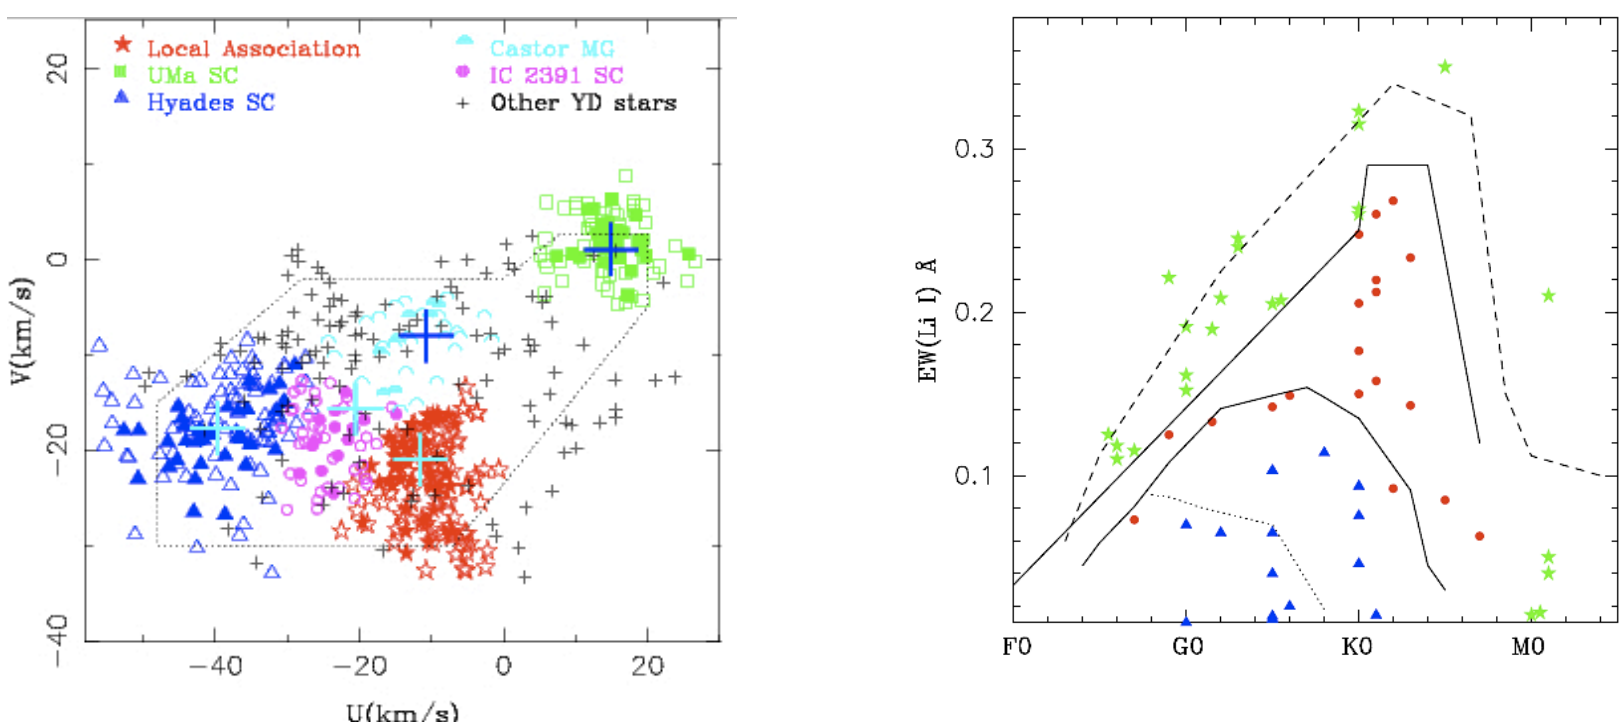 Local Association
UMa SC
Hyades SC
Castor MG
IC 2391 SC
Other YD stars
20
0
−20
−40
V(km/s)
−40
−20
0
20
U(km/s)
0.3
0.2
0.1
EW(Li I) Å
F0
G0
K0
M0